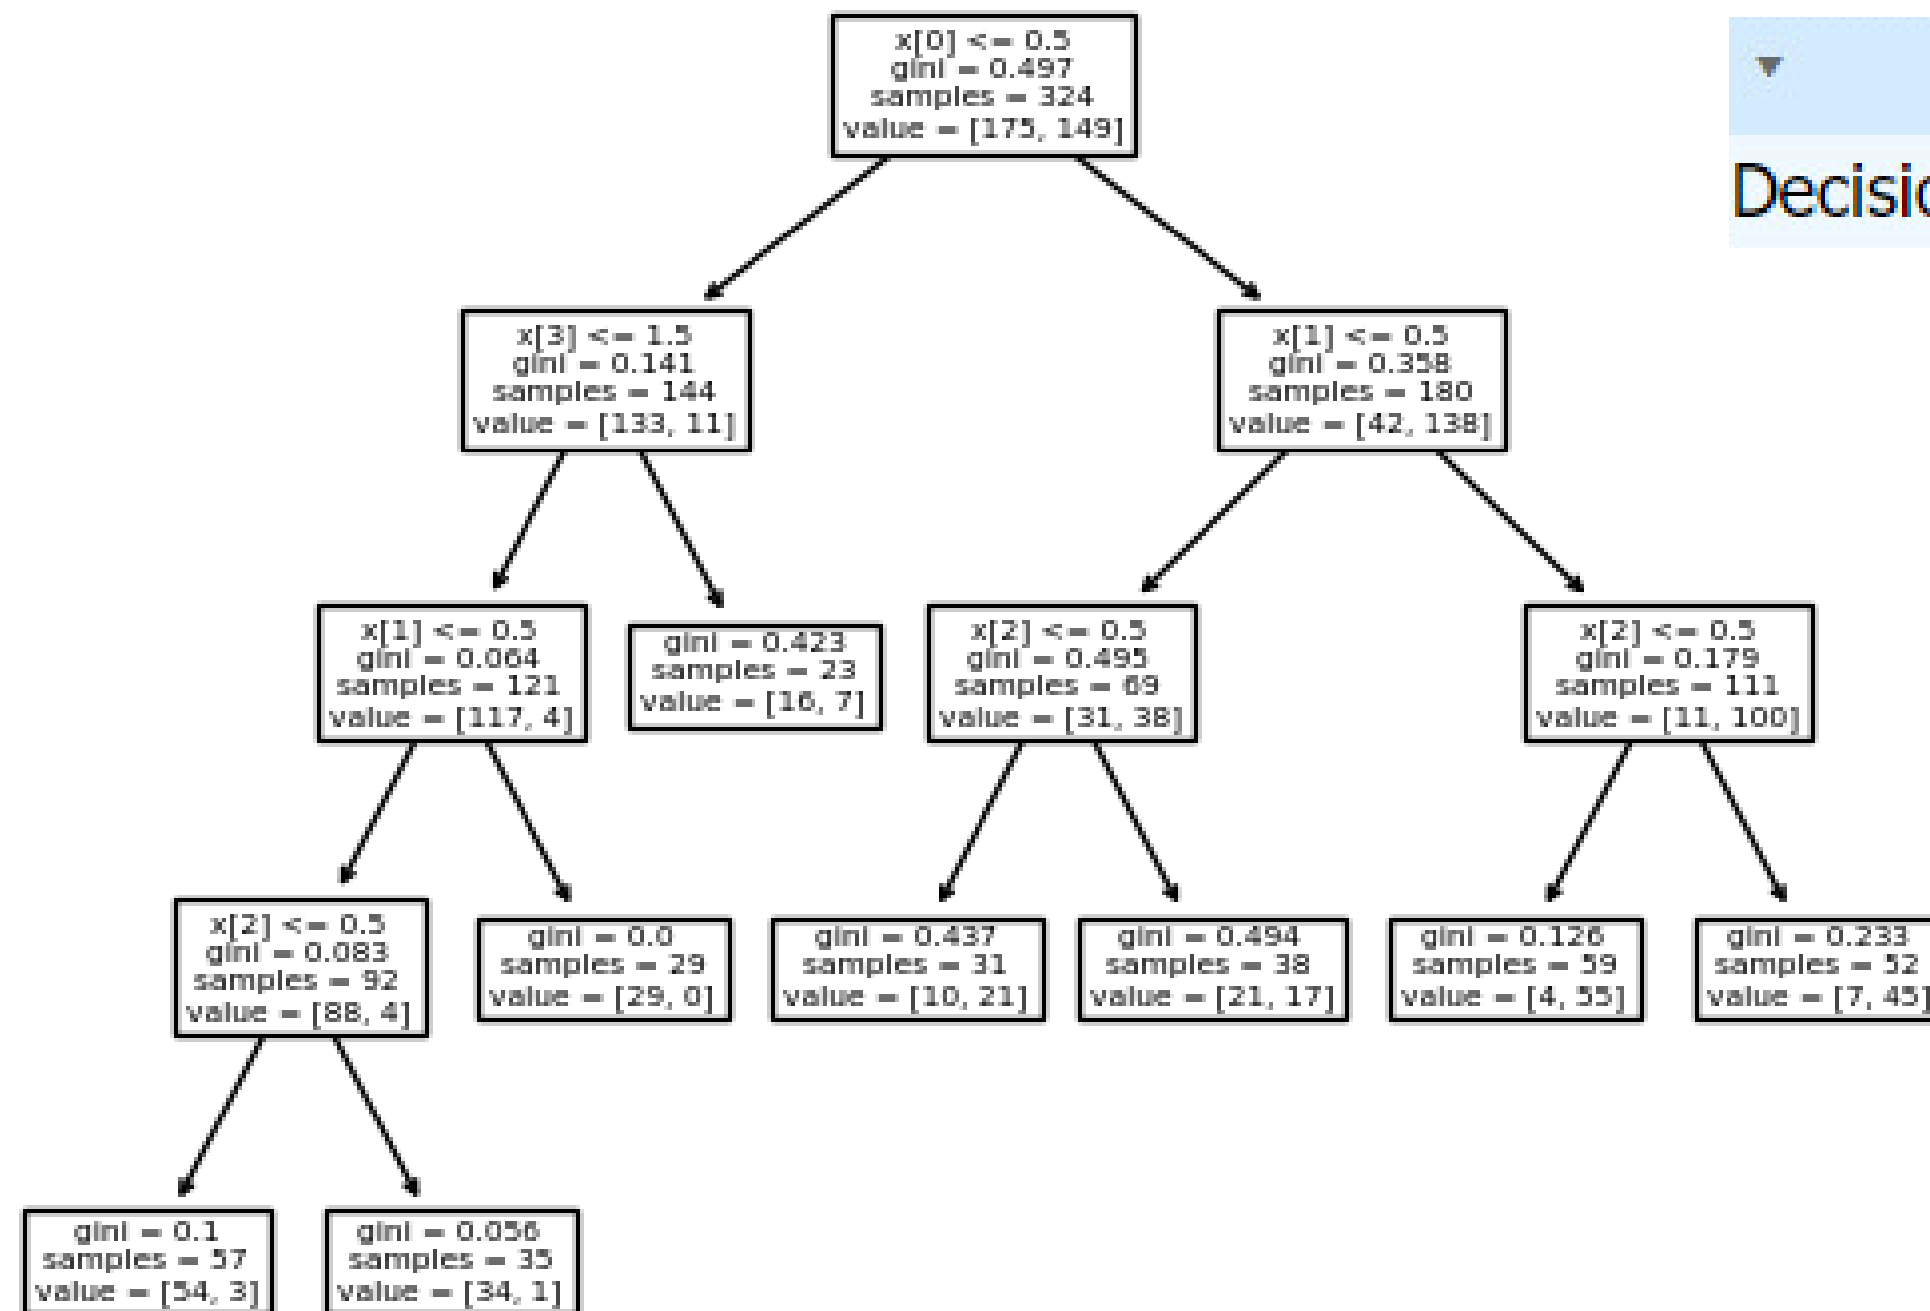 x[0] <= 0.5
gini = 0.497
samples = 324
value = [175, 149]
Decisio
x[3] <= 1.5
gini = 0.141
samples = 144
value = [133, 11]
x[1] <= 0.5
gini = 0.358
samples = 180
value = [42, 138]
x[1] <= 0.5
gini = 0.064
samples = 121
value = [117, 4]
gini = 0.423
samples = 23
value = [16, 7]
x[2] <= 0.5
gini = 0.495
samples = 69
value = [31, 38]
x[2] <= 0.5
gini = 0.179
samples = 111
value = [11, 100]
x[2] <= 0.5
gini = 0.083
samples = 92
value = [88, 4]
gini = 0.0
samples = 29
value = [29, 0]
gini = 0.437
samples = 31
value = [10, 21]
gini = 0.494
samples = 38
value = [21, 17]
gini = 0.126
samples = 59
value = [4, 55]
gini = 0.233
samples = 52
value = [7, 45]
gini = 0.1
samples = 57
value = [54, 3]
gini = 0.056
samples = 35
value = [34, 1]